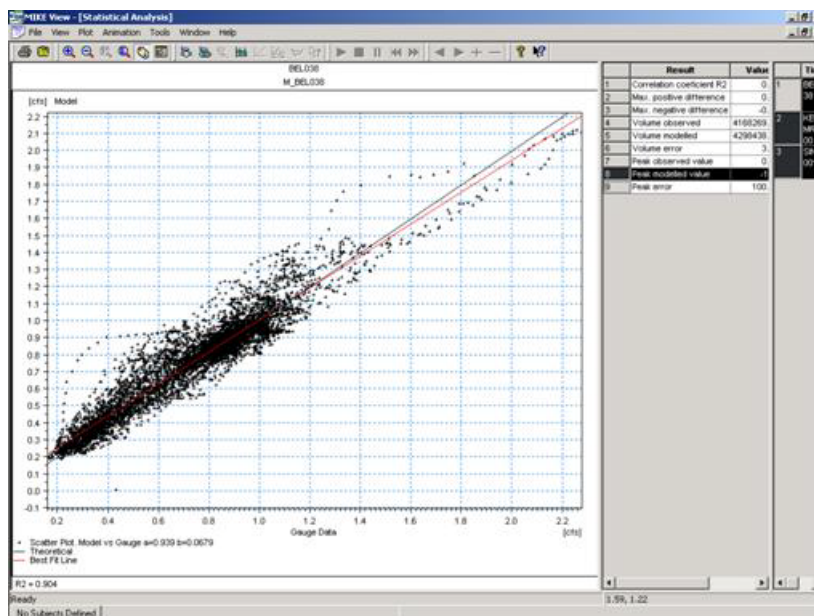 MIKE View - [Statistical Analysis]
File View Plot Animation Tools Window Help
BEL038
M_BEL038
[cfs] Model
2.2
2.1
2.0
1.9
1.8
1.7
1.6
1.5
1.4
1.3
1.2
1.1
1.0
0.9
0.8
0.7
0.6
0.5
0.4
0.3
0.2
0.1
0.0
-0.1
0.2 0.4 0.6 0.8 1.0 1.2 1.4 1.6 1.8 2.0 2.2
Gauge Data
[cfs]
Scatter Plot. Model vs Gauge a=0.939 b=0.0679
Theoretical
Best Fit Line
R2 = 0.904
Result Value
1 Correlation coeficient R2 0.
2 Max. positive difference 0.
3 Max. negative difference -0.
4 Volume observed 4168269.
5 Volume modelled 4298438.
6 Volume error 3.
7 Peak observed value 0.
8 Peak modelled value -1
9 Peak error 100.
1
2
3
Ready
1.59, 1.22
No Subjects Defined